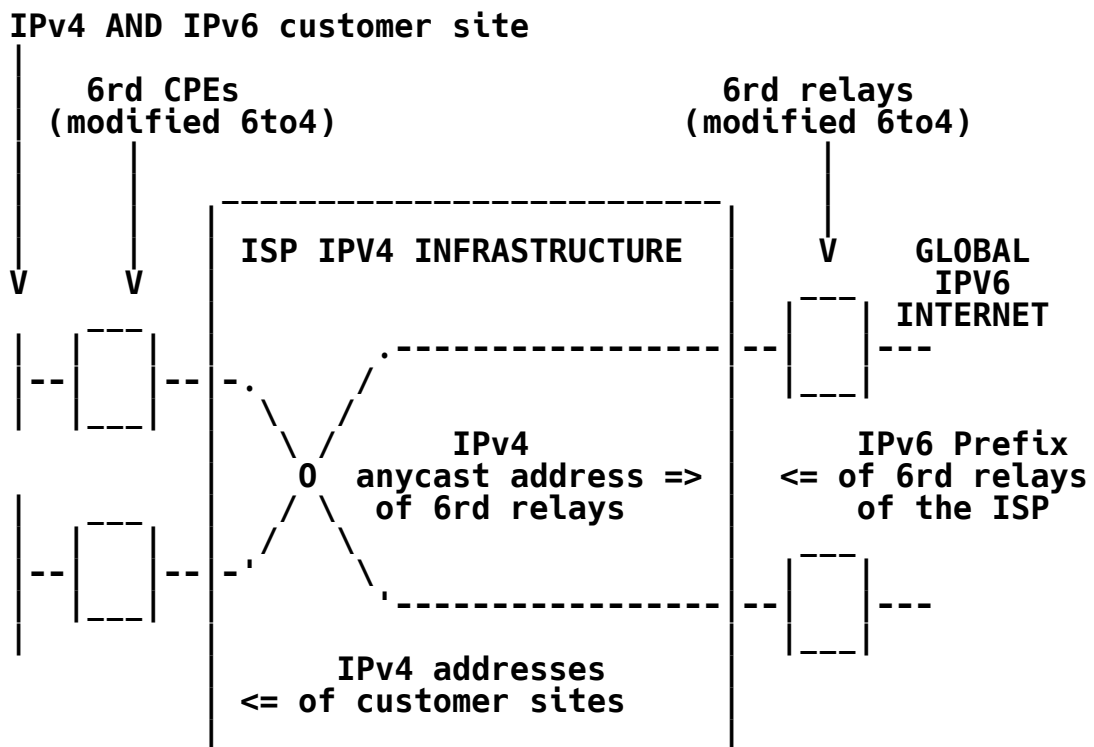 IPv4 AND IPv6 customer site
6rd CPEs
(modified 6to4)
6rd relays
(modified 6to4)
ISP IPV4 INFRASTRUCTURE
V
V
V
GLOBAL
IPV6
INTERNET
O
IPv4
anycast address =>
of 6rd relays
IPv6 Prefix
<= of 6rd relays
of the ISP
IPv4 addresses
<= of customer sites